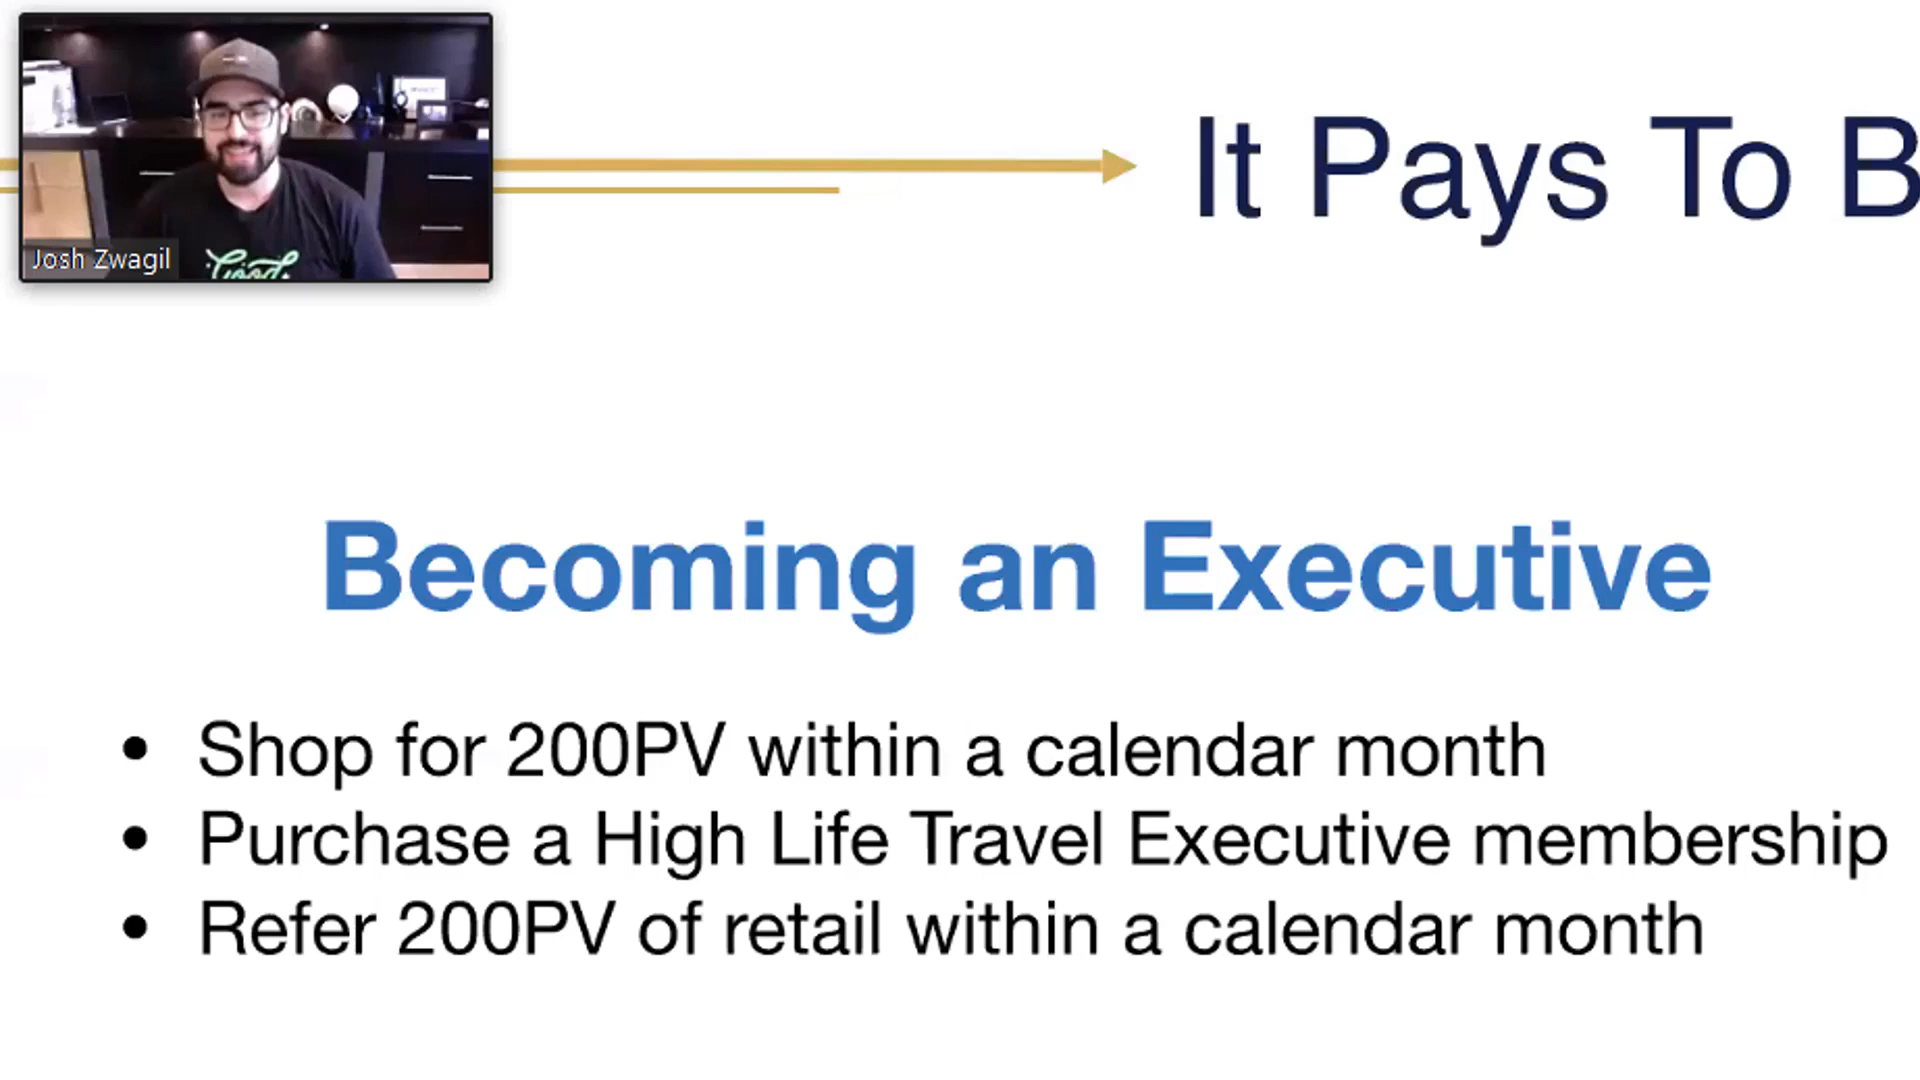 It Pays To B
Josh Zwagil
Good
Becoming an Executive
• Shop for 200PV within a calendar month
• Purchase a High Life Travel Executive membership
• Refer 200PV of retail within a calendar month